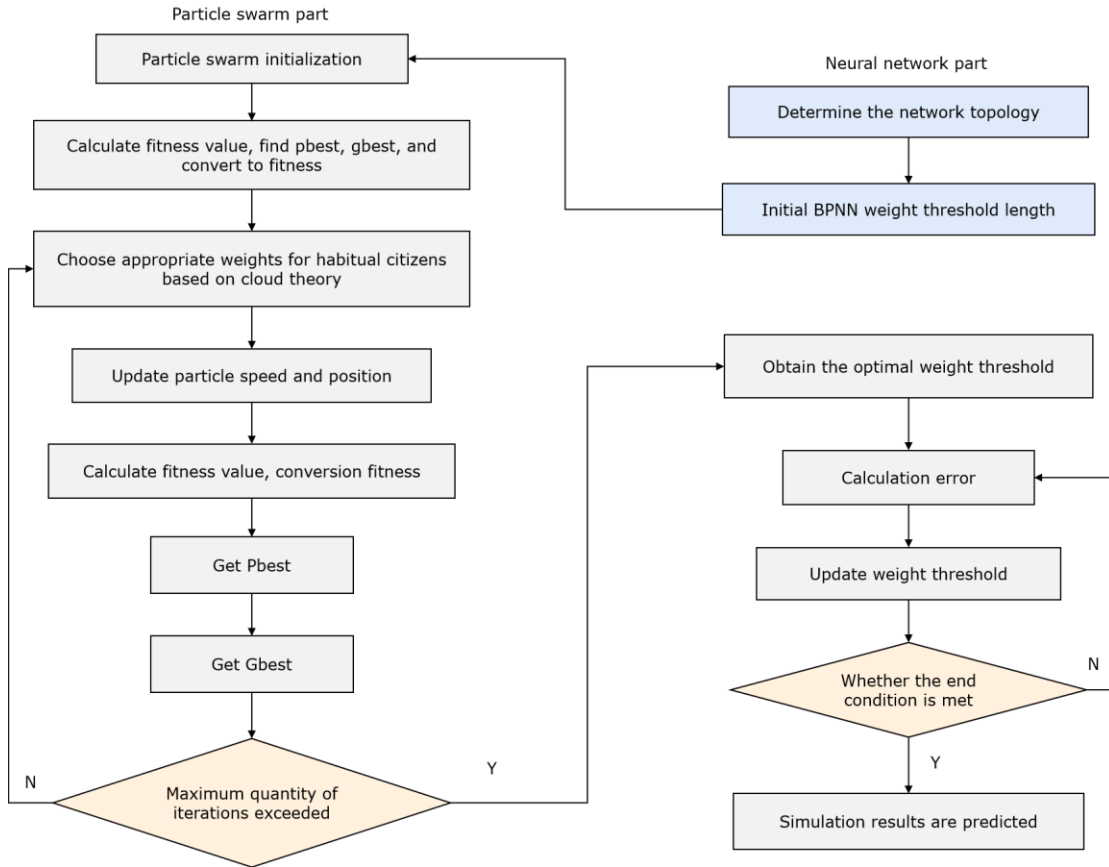 Particle swarm part
Particle swarm initialization
Calculate fitness value, find pbest, gbest, and
convert to fitness
Choose appropriate weights for habitual citizens
based on cloud theory
Update particle speed and position
Calculate fitness value, conversion fitness
Get Pbest
Get Gbest
Maximum quantity of
iterations exceeded
N
Y
Neural network part
Determine the network topology
Initial BPNN weight threshold length
Obtain the optimal weight threshold
Calculation error
Update weight threshold
Whether the end
condition is met
N
Y
Simulation results are predicted